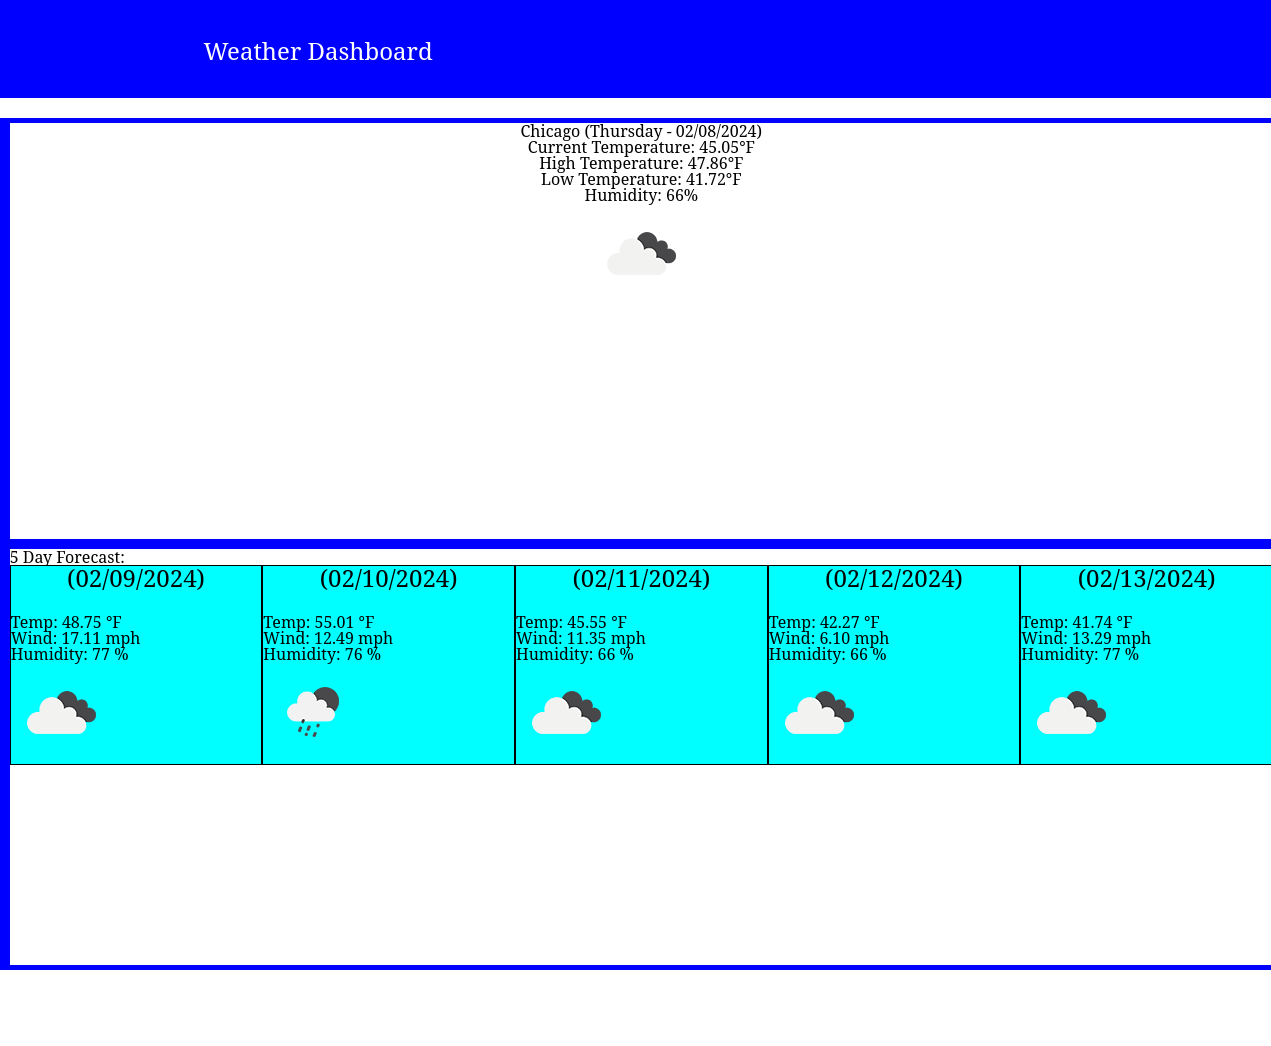 Weather Dashboard
Chicago (Thursday - 02/08/2024)
Current Temperature: 45.05°F
High Temperature: 47.86°F
Low Temperature: 41.72°F
Humidity: 66%
5 Day Forecast:
(02/09/2024)
Temp: 48.75 °F
Wind: 17.11 mph
Humidity: 77 %
(02/10/2024)
Temp: 55.01 °F
Wind: 12.49 mph
Humidity: 76 %
(02/11/2024)
Temp: 45.55 °F
Wind: 11.35 mph
Humidity: 66 %
(02/12/2024)
Temp: 42.27 °F
Wind: 6.10 mph
Humidity: 66 %
(02/13/2024)
Temp: 41.74 °F
Wind: 13.29 mph
Humidity: 77 %